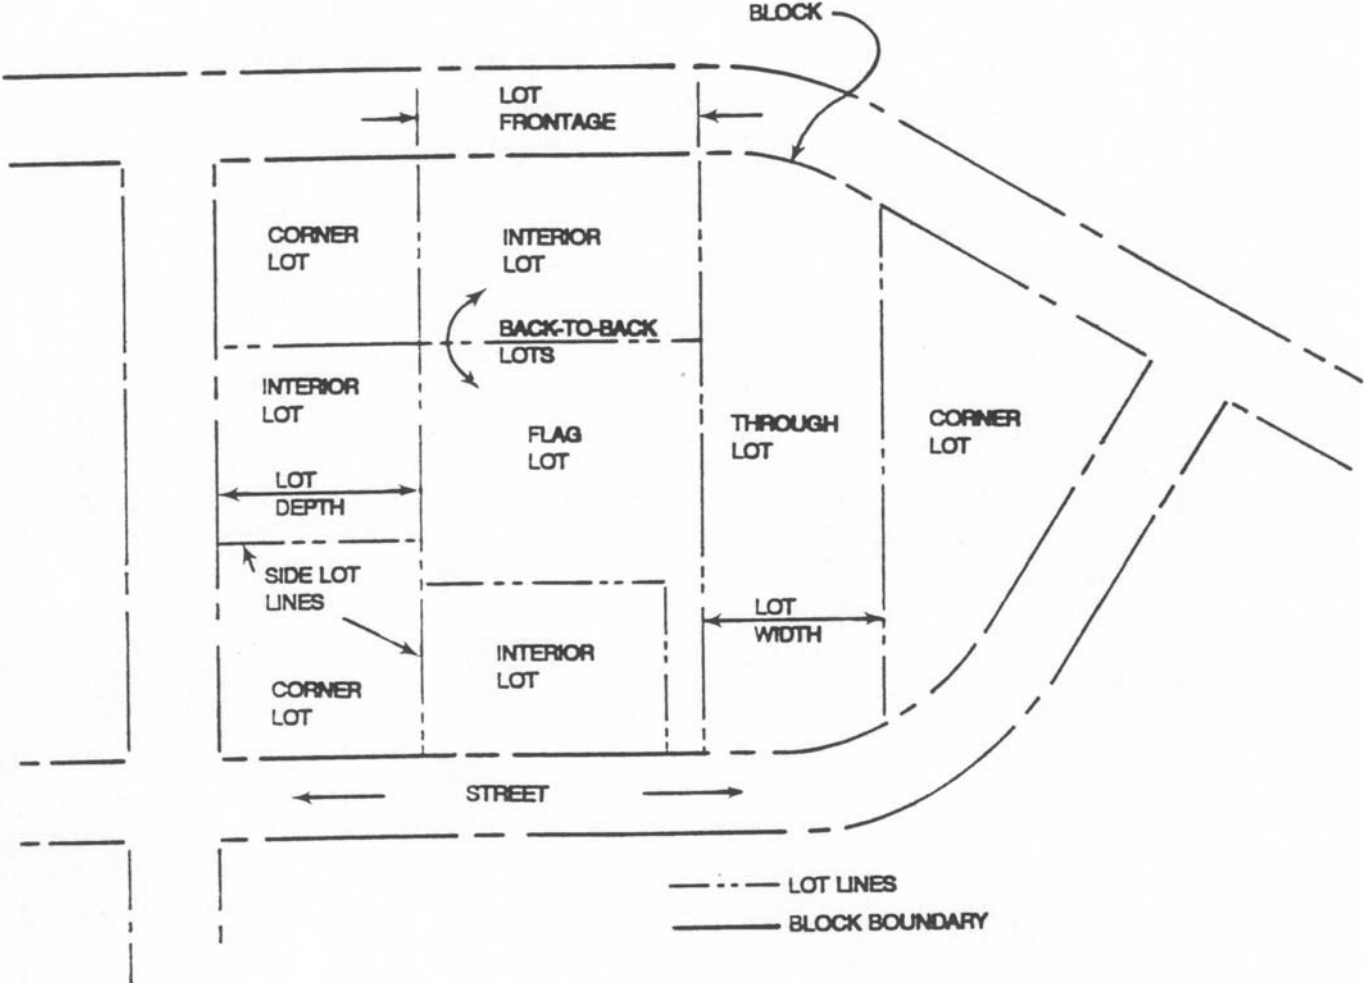 BLOCK
LOT
FRONTAGE
CORNER
LOT
INTERIOR
LOT
BACK-TO-BACK
LOTS
INTERIOR
LOT
FLAG
LOT
THROUGH
LOT
CORNER
LOT
LOT
DEPTH
SIDE LOT
LINES
LOT
WIDTH
INTERIOR
LOT
CORNER
LOT
STREET
LOT LINES
BLOCK BOUNDARY